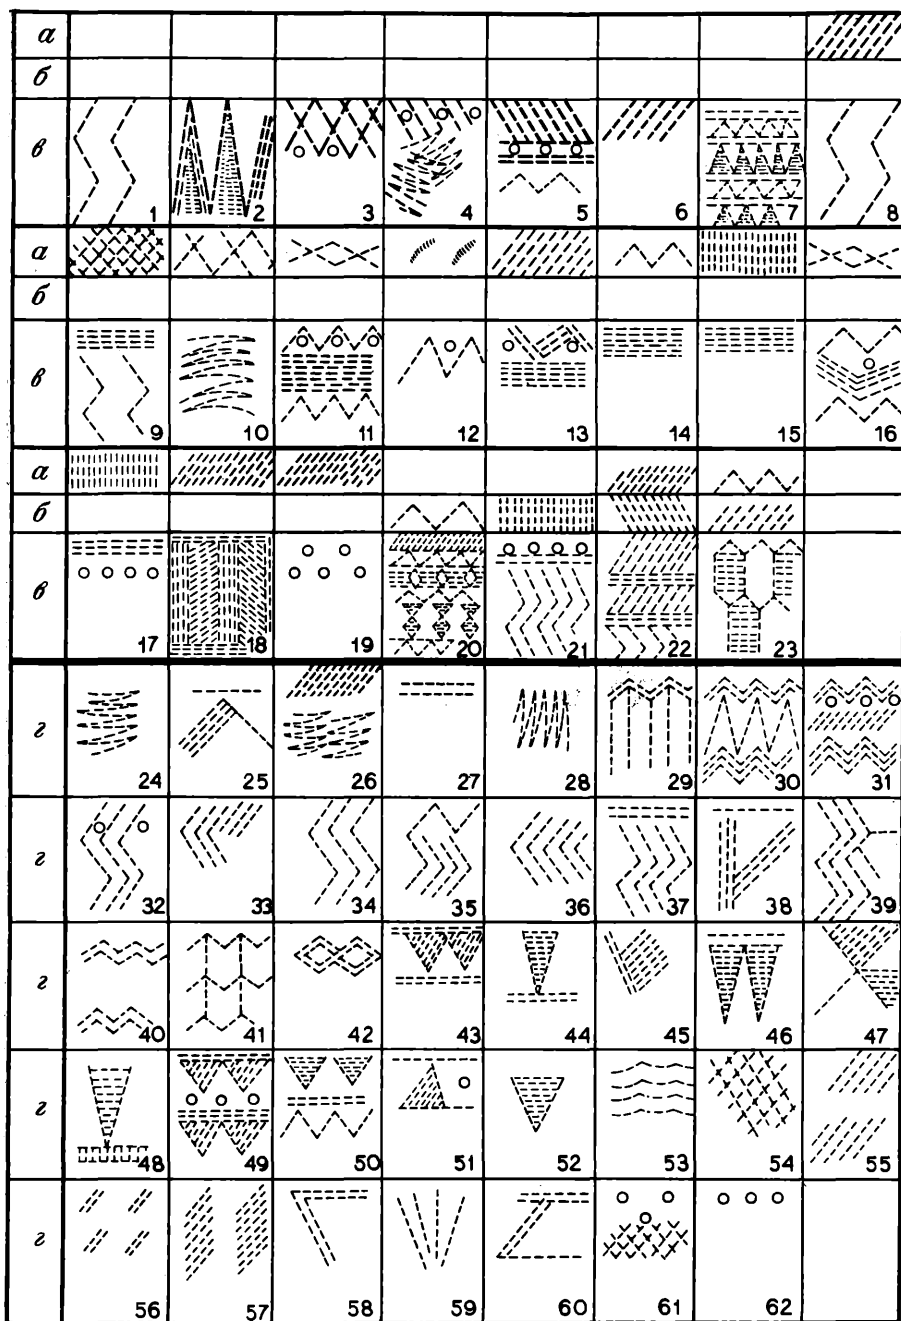 а
б
в 1 2 3 4 5 6 7 8
а
б
в 9 10 11 12 13 14 15 16
а
б
в 17 18 19 20 21 22 23
г 24 25 26 27 28 29 30 31
г 32 33 34 35 36 37 38 39
г 40 41 42 43 44 45 46 47
г 48 49 50 51 52 53 54 55
г 56 57 58 59 60 61 62